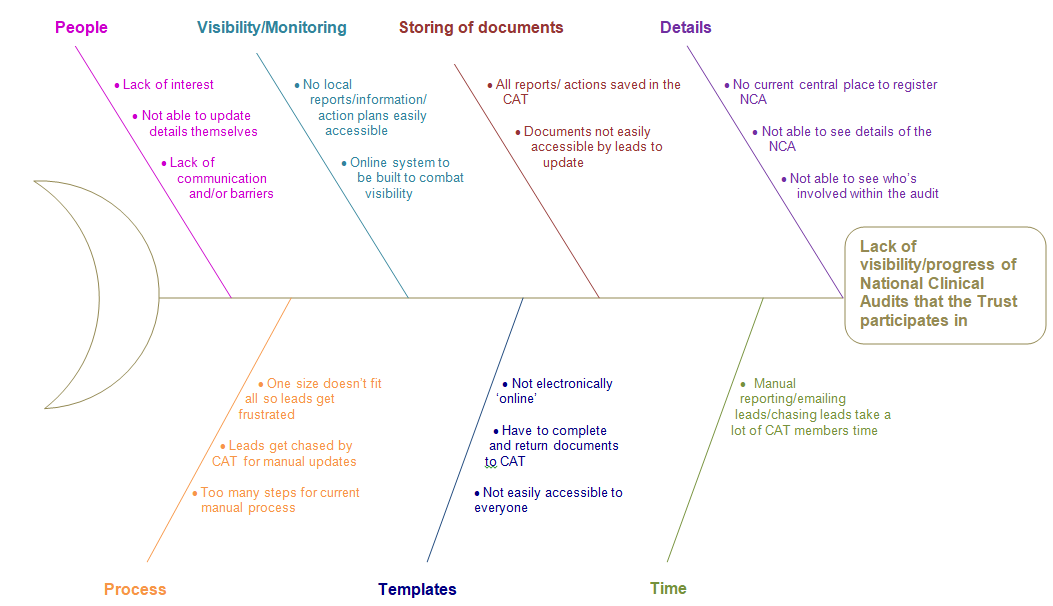 People
Visibility/Monitoring
Storing of documents
Details
• Lack of interest
• Not able to update
details themselves
• Lack of
communication
and/or barriers
• No local
reports/information/
action plans easily
accessible
• Online system to
be built to combat
visibility
• All reports/ actions saved in the
CAT
• Documents not easily
accessible by leads to
update
• No current central place to register
NCA
• Not able to see details of the
NCA
• Not able to see who's
involved within the audit
Lack of
visibility/progress of
National Clinical
Audits that the Trust
participates in
• One size doesn't fit
all so leads get
frustrated
• Leads get chased by
CAT for manual updates
• Too many steps for current
manual process
• Not electronically
'online'
• Have to complete
and return documents
to CAT
• Not easily accessible to
everyone
• Manual
reporting/emailing
leads/chasing leads take a
lot of CAT members time
Process
Templates
Time